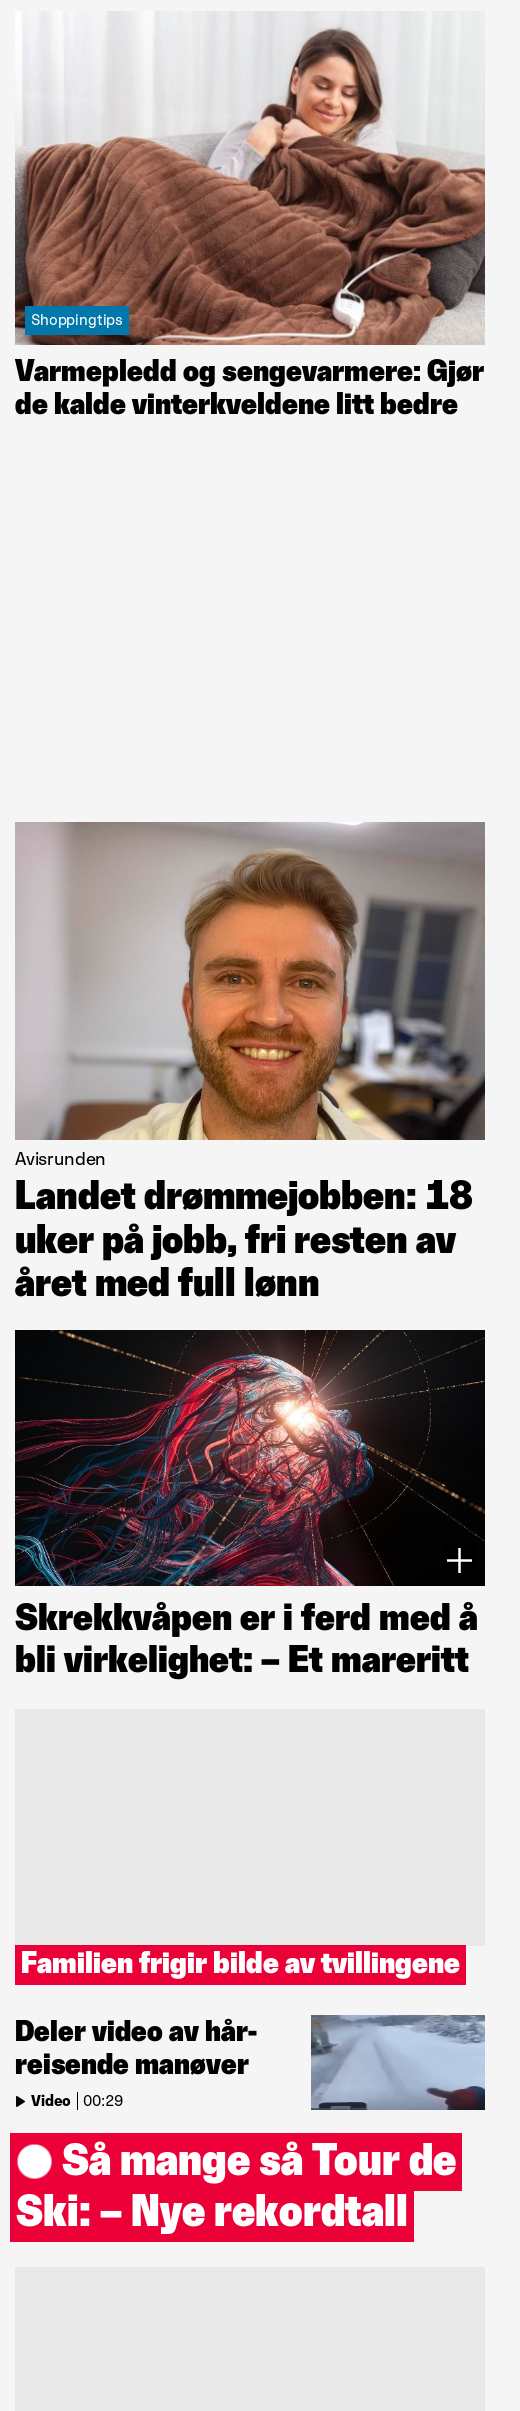 Shoppingtips
Varmepledd og sengevarmere: Gjør
de kalde vinterkveldene litt bedre
Avisrunden
Landet drømmejobben: 18
uker på jobb, fri resten av
året med full lønn
Skrekkvåpen er i ferd med å
bli virkelighet: – Et mareritt
Familien frigir bilde av tvillingene
Deler video av hår-
reisende manøver
Video 00:29
Så mange så Tour de
Ski: – Nye rekordtall